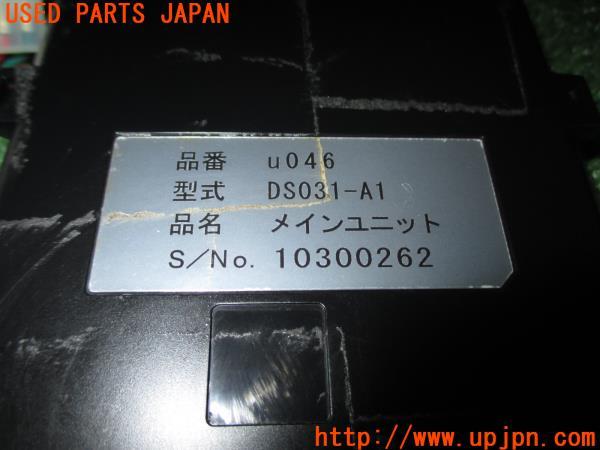 USED PARTS JAPAN
品番 u046
型式 DS031-A1
品名 メインユニット
S/No. 10300262
http://www.upjpn.com